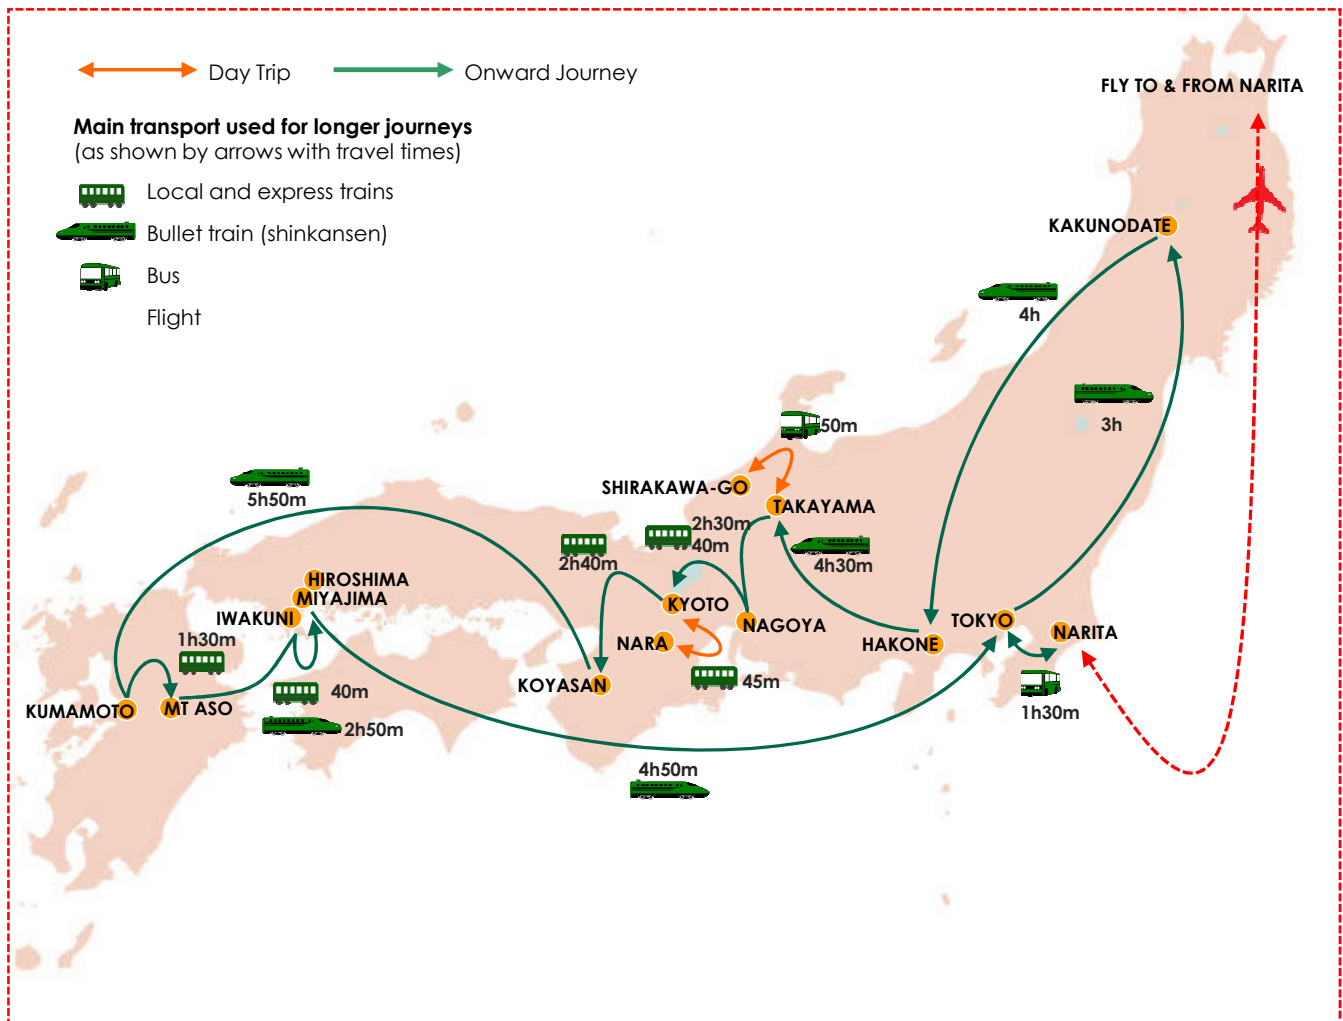 Day Trip
Onward Journey
Main transport used for longer journeys
(as shown by arrows with travel times)
Local and express trains
Bullet train (shinkansen)
Bus
Flight
FLY TO & FROM NARITA
KAKUNODATE
4h
3h
50m
SHIRAKAWA-GO
TAKAYAMA
5h50m
2h30m
40m
2h40m
4h30m
HIROSHIMA
MIYAJIMA
IWAKUNI
KYOTO
NAGOYA
TOKYO
NARITA
NARA
HAKONE
1h30m
KOYASAN
45m
40m
KUMAMOTO
MT ASO
1h30m
2h50m
4h50m